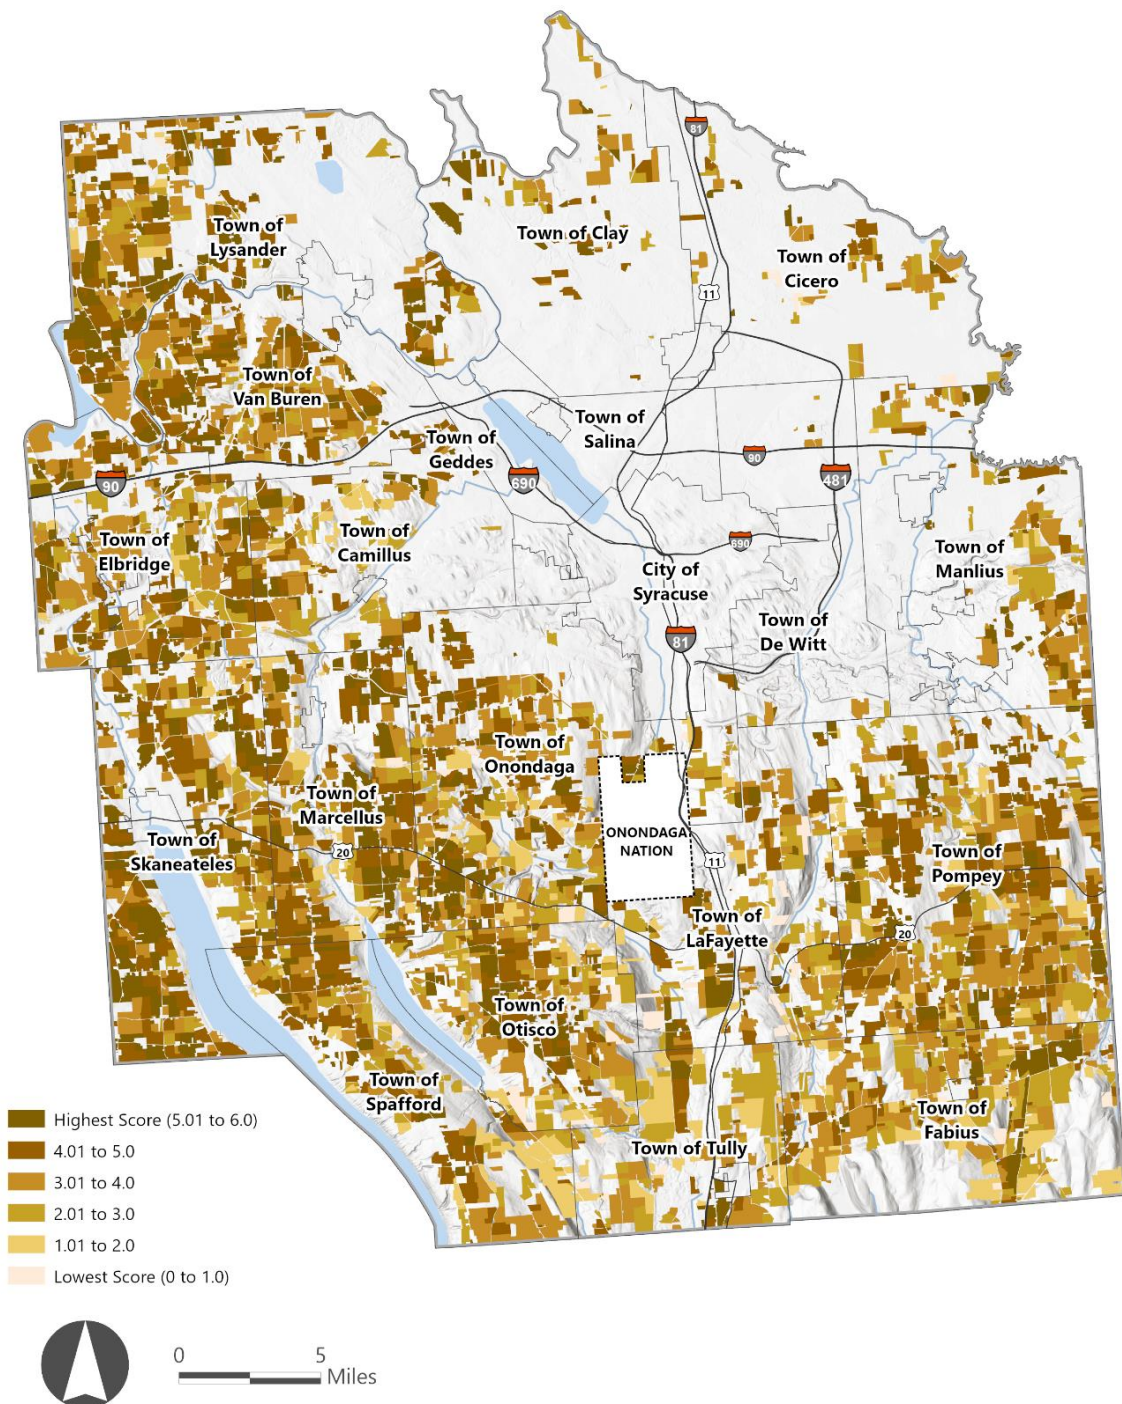 81
Town of
Lysander
Town of Clay
Town of
Cicero
11
Town of
Van Buren
Town of
Salina
Town of
Geddes
90
90
690
481
Town of
Elbridge
Town of
Camillus
690
Town of
Manlius
City of
Syracuse
Town of
De Witt
81
Town of
Onondaga
Town of
Marcellus
ONONDAGA
NATION
Town of
Skaneateles
20
11
Town of
Pompey
Town of
LaFayette
20
Town of
Otisco
Town of
Spafford
Town of
Fabius
Town of Tully
Highest Score (5.01 to 6.0)
4.01 to 5.0
3.01 to 4.0
2.01 to 3.0
1.01 to 2.0
Lowest Score (0 to 1.0)
0 5
Miles